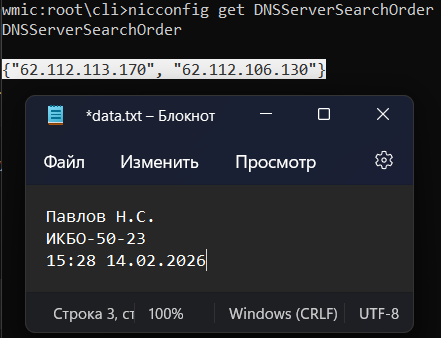 wmic:root\cli>nicconfig get DNSServerSearchOrder
DNSServerSearchOrder
{"62.112.113.170", "62.112.106.130"}
*data.txt – Блокнот
Файл Изменить Просмотр
Павлов Н.С.
ИКБО-50-23
15:28 14.02.2026
Строка 3, ст 100% Windows (CRLF) UTF-8